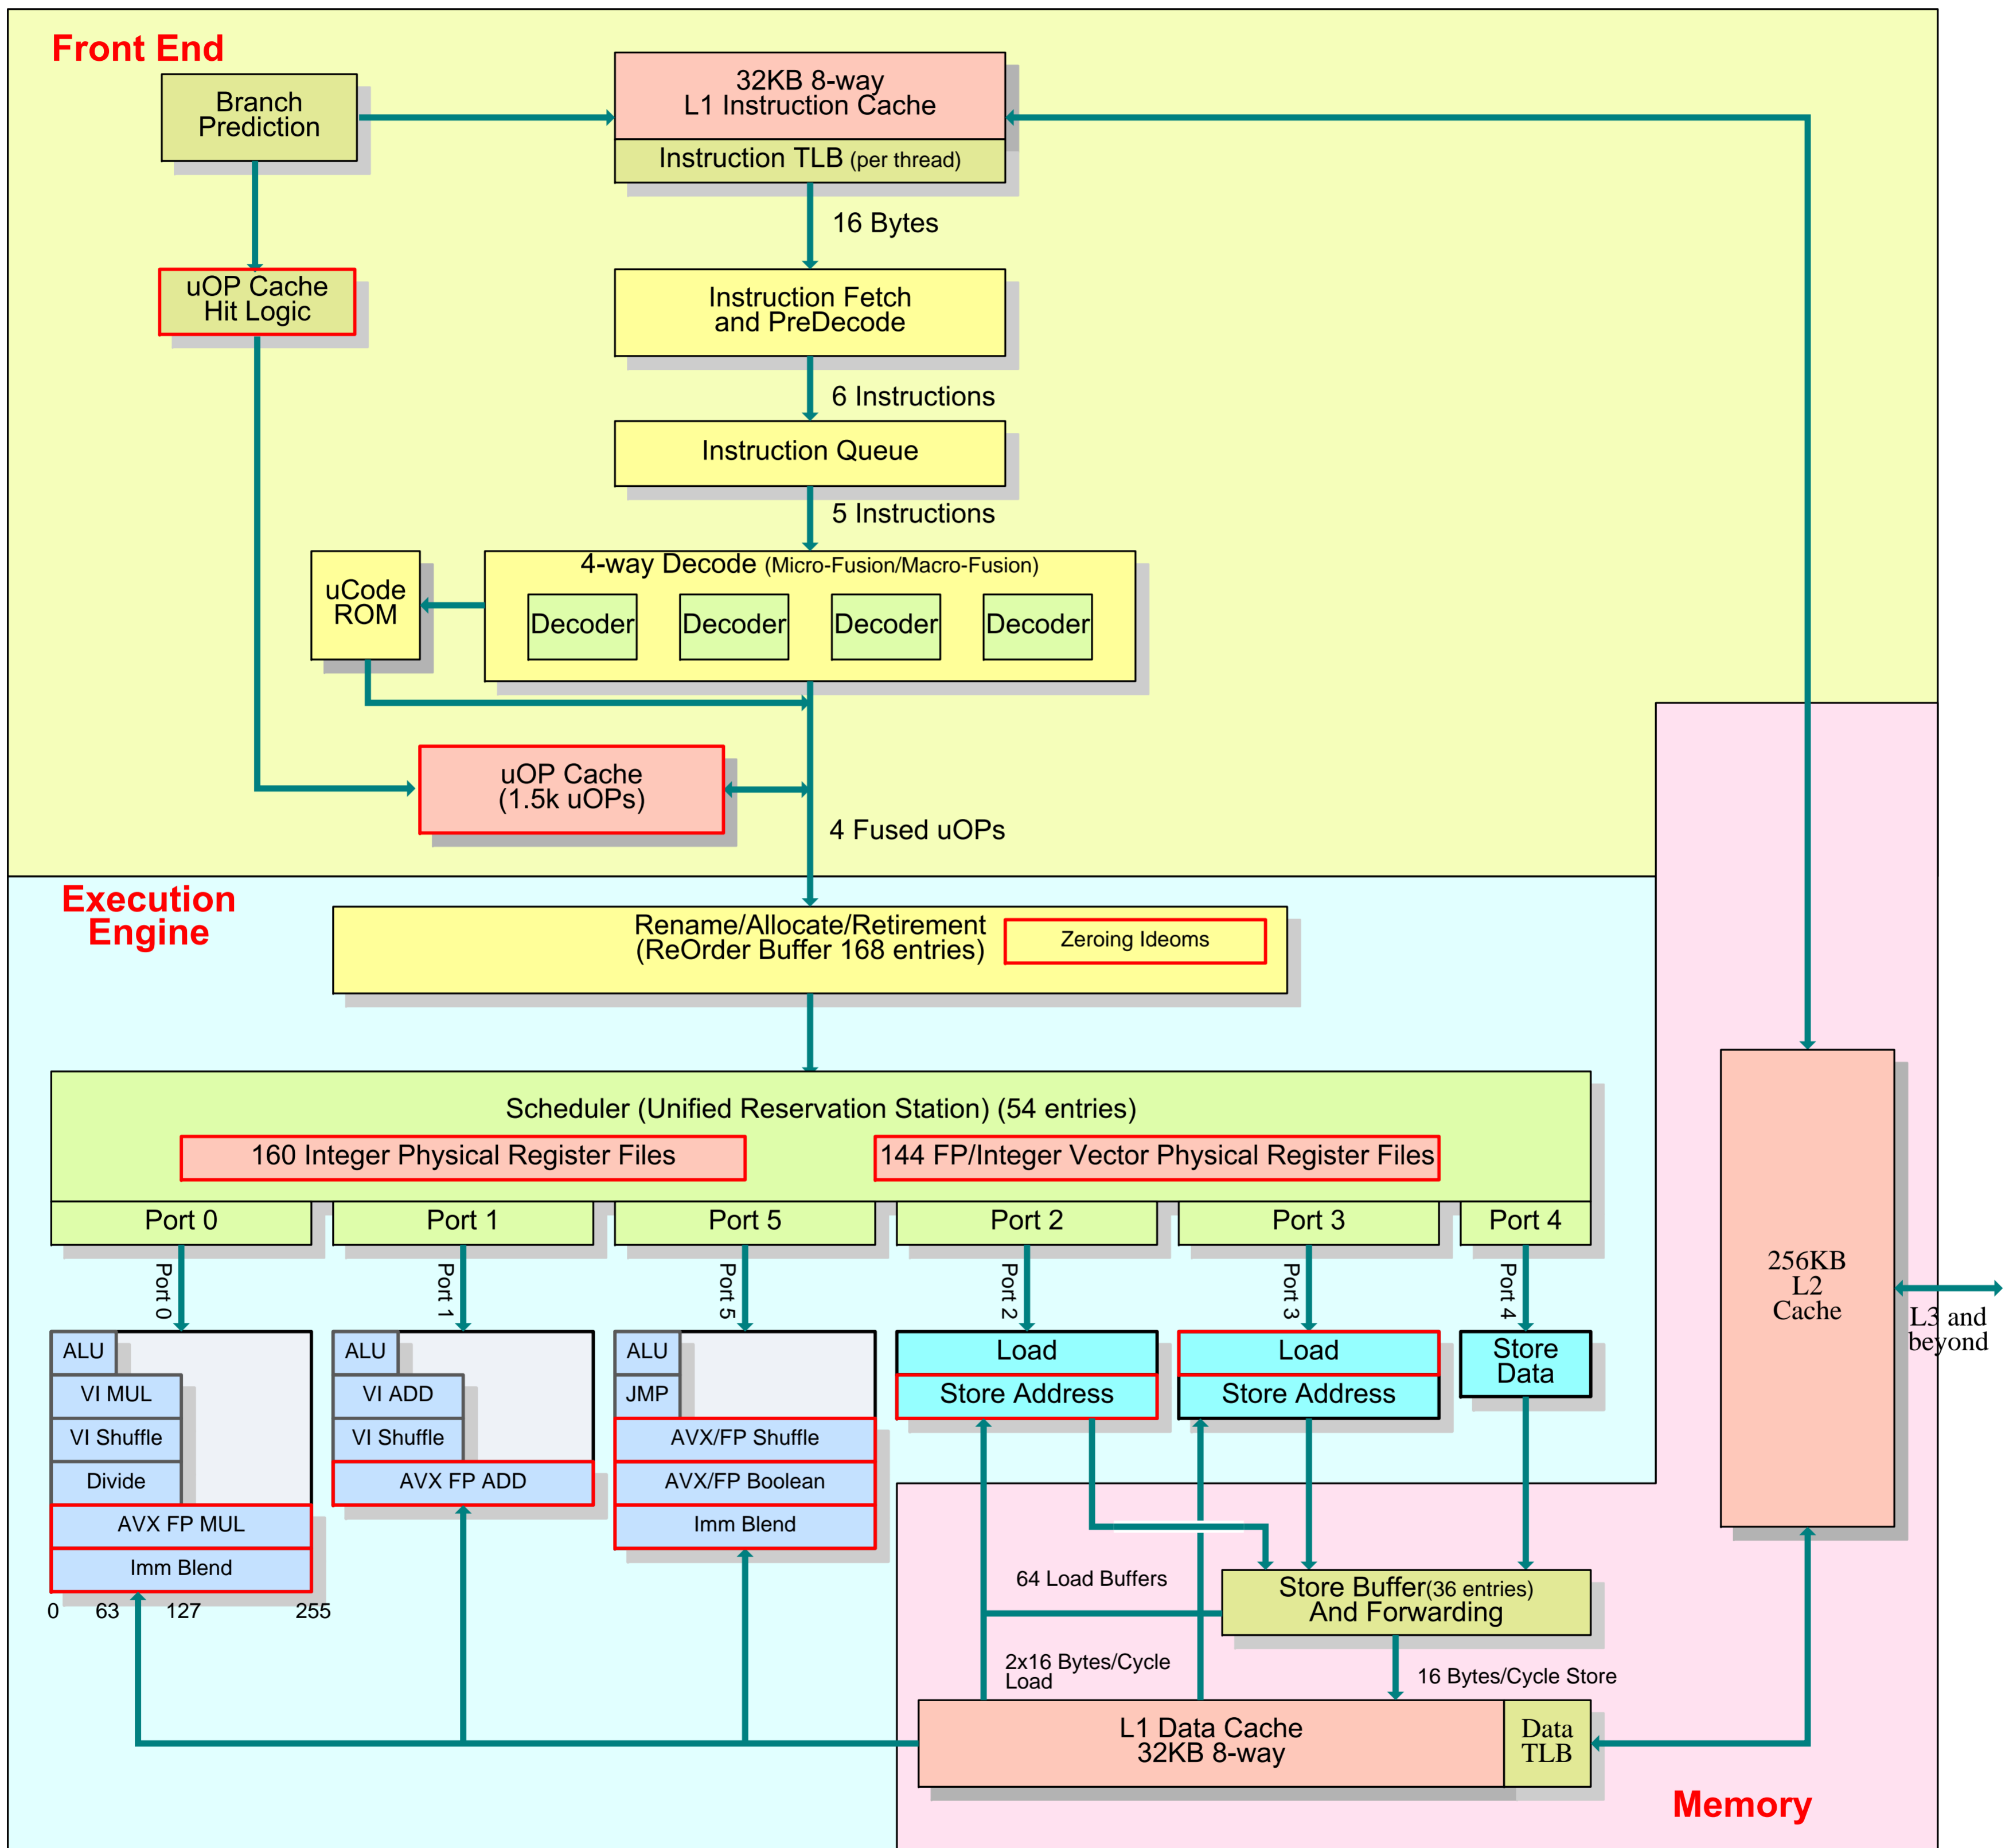 Front End
Branch
Prediction
32KB 8-way
L1 Instruction Cache
Instruction TLB (per thread)
16 Bytes
uOP Cache
Hit Logic
Instruction Fetch
and PreDecode
6 Instructions
Instruction Queue
5 Instructions
4-way Decode (Micro-Fusion/Macro-Fusion)
uCode
ROM
Decoder
Decoder
Decoder
Decoder
uOP Cache
(1.5k uOPs)
4 Fused uOPs
Execution
Engine
Rename/Allocate/Retirement
(ReOrder Buffer 168 entries)
Zeroing Ideoms
Scheduler (Unified Reservation Station) (54 entries)
160 Integer Physical Register Files
144 FP/Integer Vector Physical Register Files
Port 0
Port 1
Port 5
Port 2
Port 3
Port 4
Port 0
Port 1
Port 5
Port 2
Port 3
Port 4
ALU
VI MUL
VI Shuffle
Divide
AVX FP MUL
Imm Blend
0
63
127
255
ALU
VI ADD
VI Shuffle
AVX FP ADD
ALU
JMP
AVX/FP Shuffle
AVX/FP Boolean
Imm Blend
Load
Store Address
Load
Store Address
Store
Data
256KB
L2
Cache
L3 and
beyond
64 Load Buffers
Store Buffer(36 entries)
And Forwarding
2x16 Bytes/Cycle
Load
16 Bytes/Cycle Store
L1 Data Cache
32KB 8-way
Data
TLB
Memory